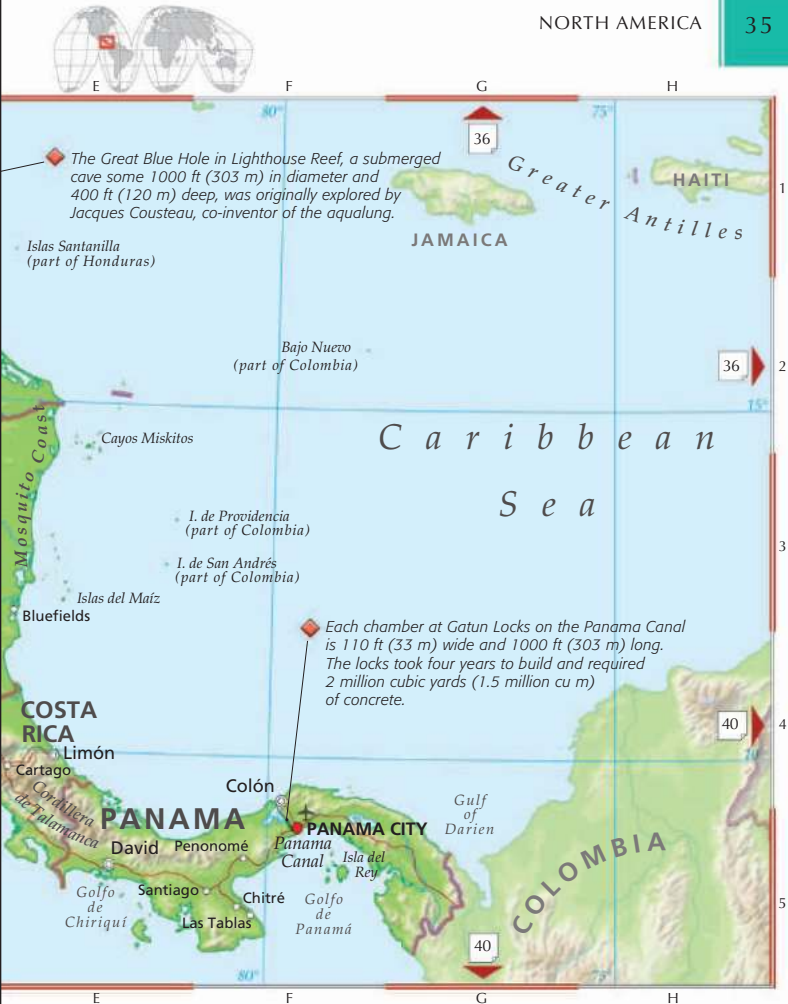 NORTH AMERICA 35
E F G H
80° 75°
36
The Great Blue Hole in Lighthouse Reef, a submerged
cave some 1000 ft (303 m) in diameter and
400 ft (120 m) deep, was originally explored by
Jacques Cousteau, co-inventor of the aqualung.
Greater Antilles
HAITI
1
JAMAICA
Islas Santanilla
(part of Honduras)
Bajo Nuevo
(part of Colombia)
36
2
15°
Caribbean
Sea
Mosquito Coast
Cayos Miskitos
I. de Providencia
(part of Colombia)
3
I. de San Andrés
(part of Colombia)
Islas del Maíz
Bluefields
Each chamber at Gatun Locks on the Panama Canal
is 110 ft (33 m) wide and 1000 ft (303 m) long.
The locks took four years to build and required
2 million cubic yards (1.5 million cu m)
of concrete.
COSTA
RICA
40
4
Limón
10
Cartago
Cordillera
de Talamanca
Colón
PANAMA
PANAMA CITY
Gulf
of
Darien
David
Penonomé
Panama
Canal
Isla del
Rey
COLOMBIA
Golfo
de
Chiriquí
Santiago
Chitré
Las Tablas
Golfo
de
Panamá
5
40
80° 75°
E F G H